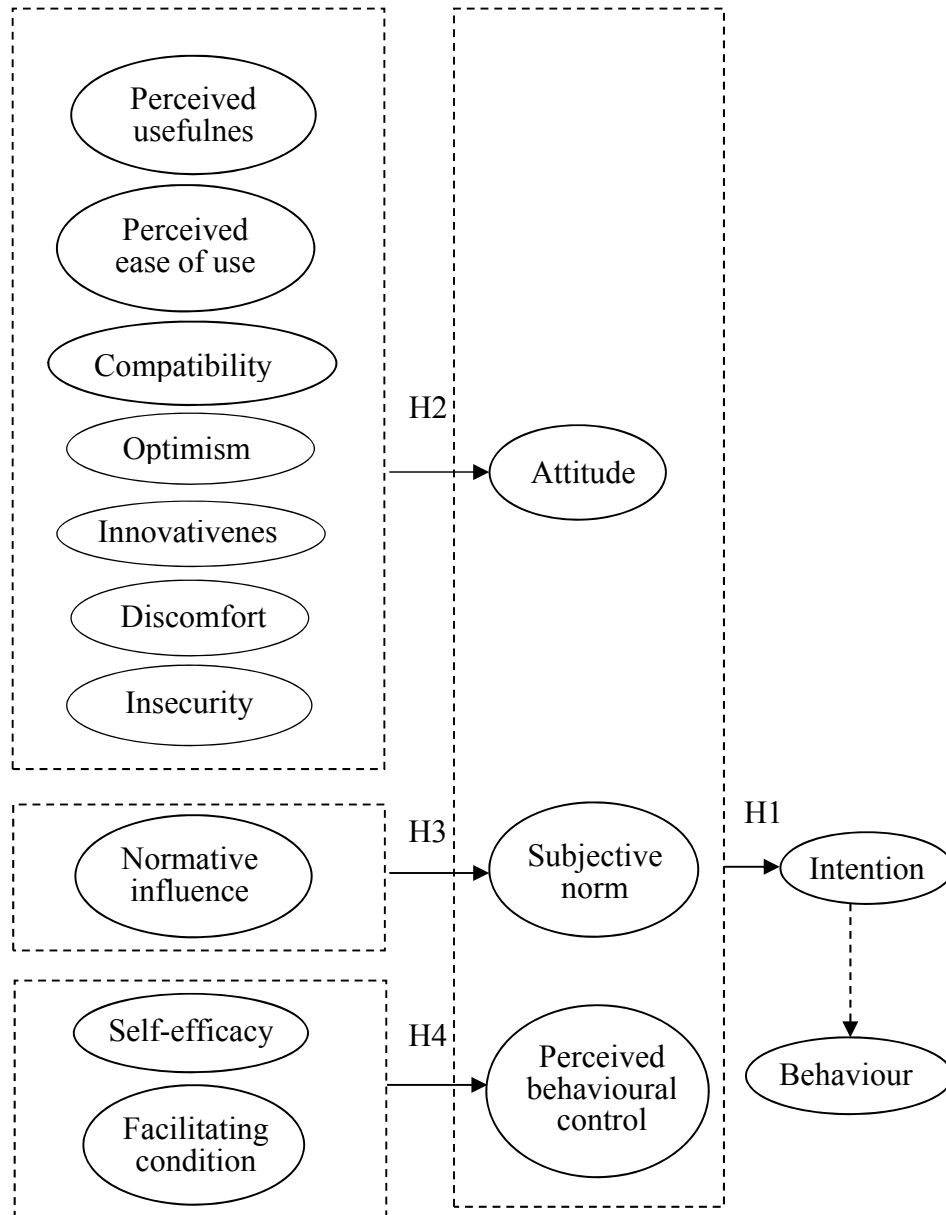 Perceived
usefulnes
Perceived
ease of use
Compatibility
Optimism
Innovativenes
Discomfort
Insecurity
H2
Attitude
Normative
influence
H3
Subjective
norm
H1
Intention
Self-efficacy
Facilitating
condition
H4
Perceived
behavioural
control
Behaviour